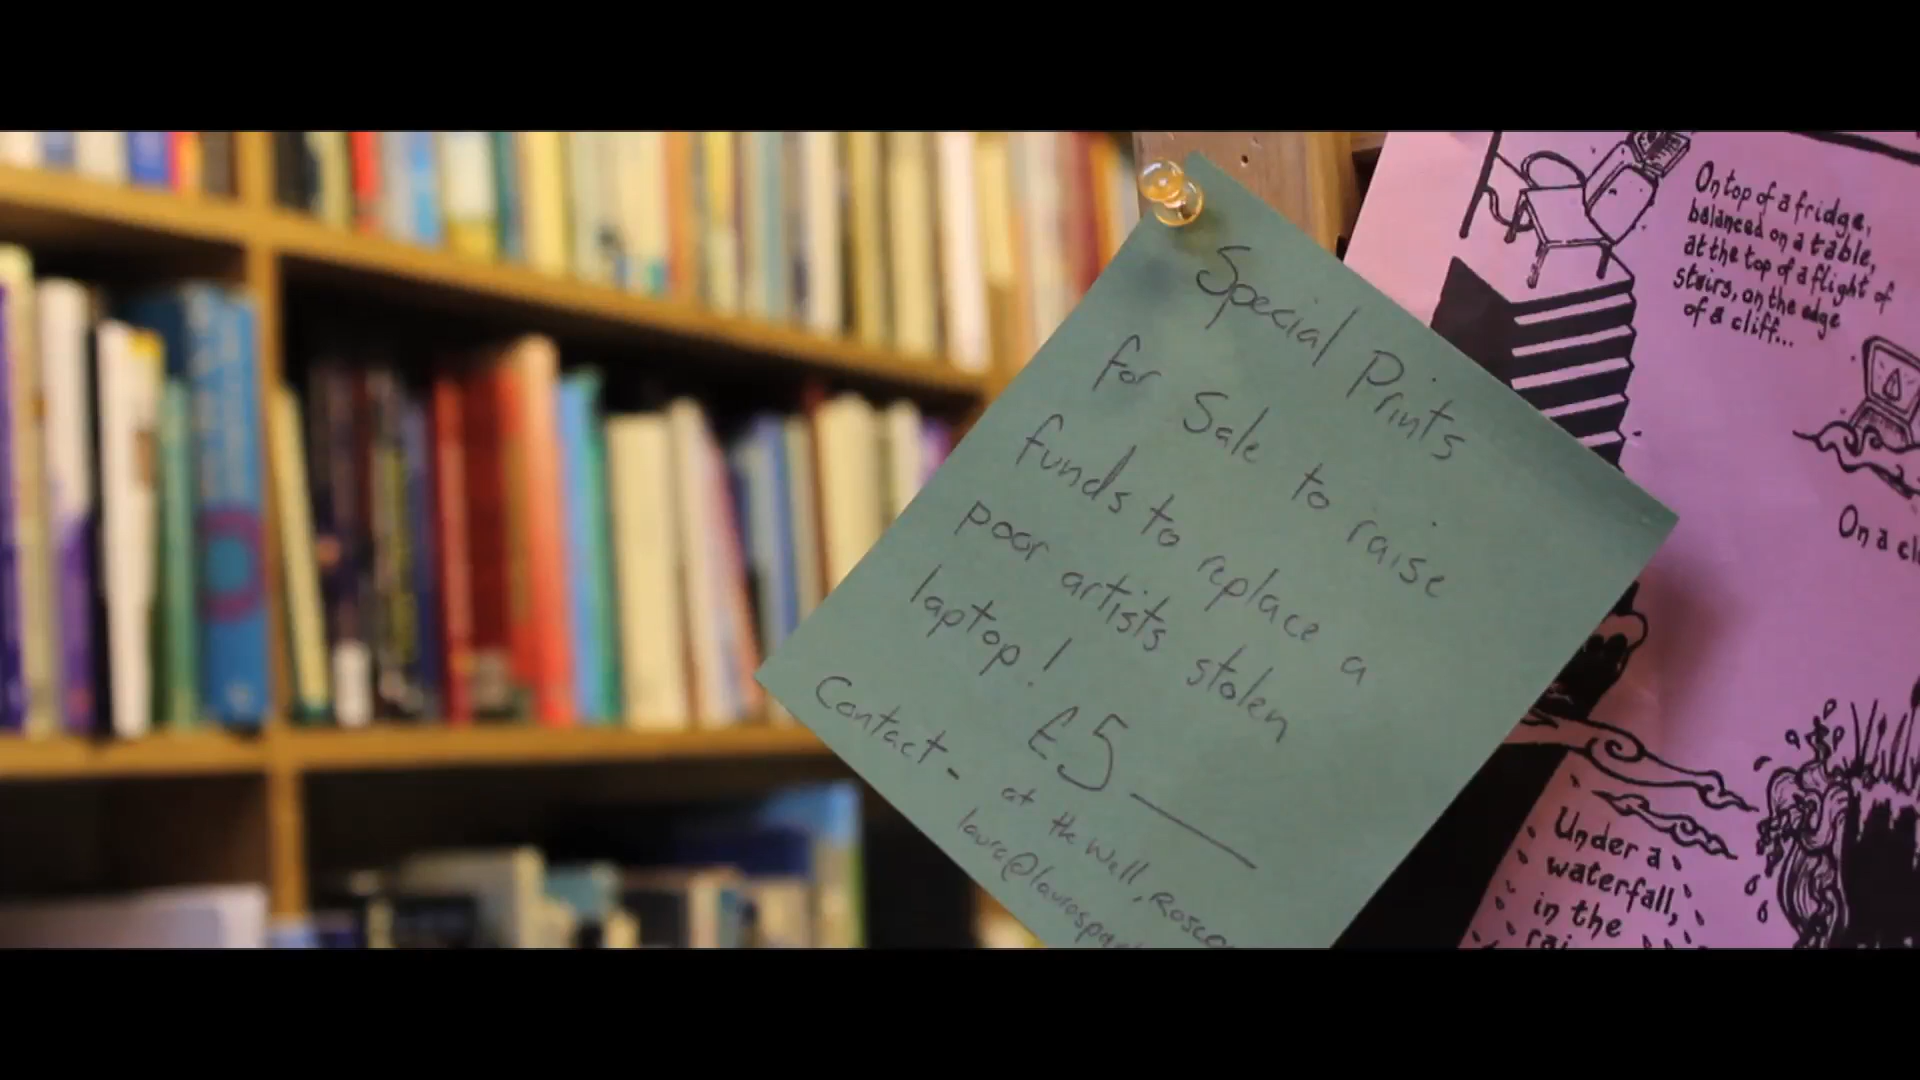 Special Prints
for Sale to raise
funds to replace a
poor artists stolen
laptop!
£5
Contact - at the Well,
On top of a fridge,
balanced on a table,
at the top of a flight of
stairs, on the edge
of a cliff...
On a
Under a
waterfall,
in the